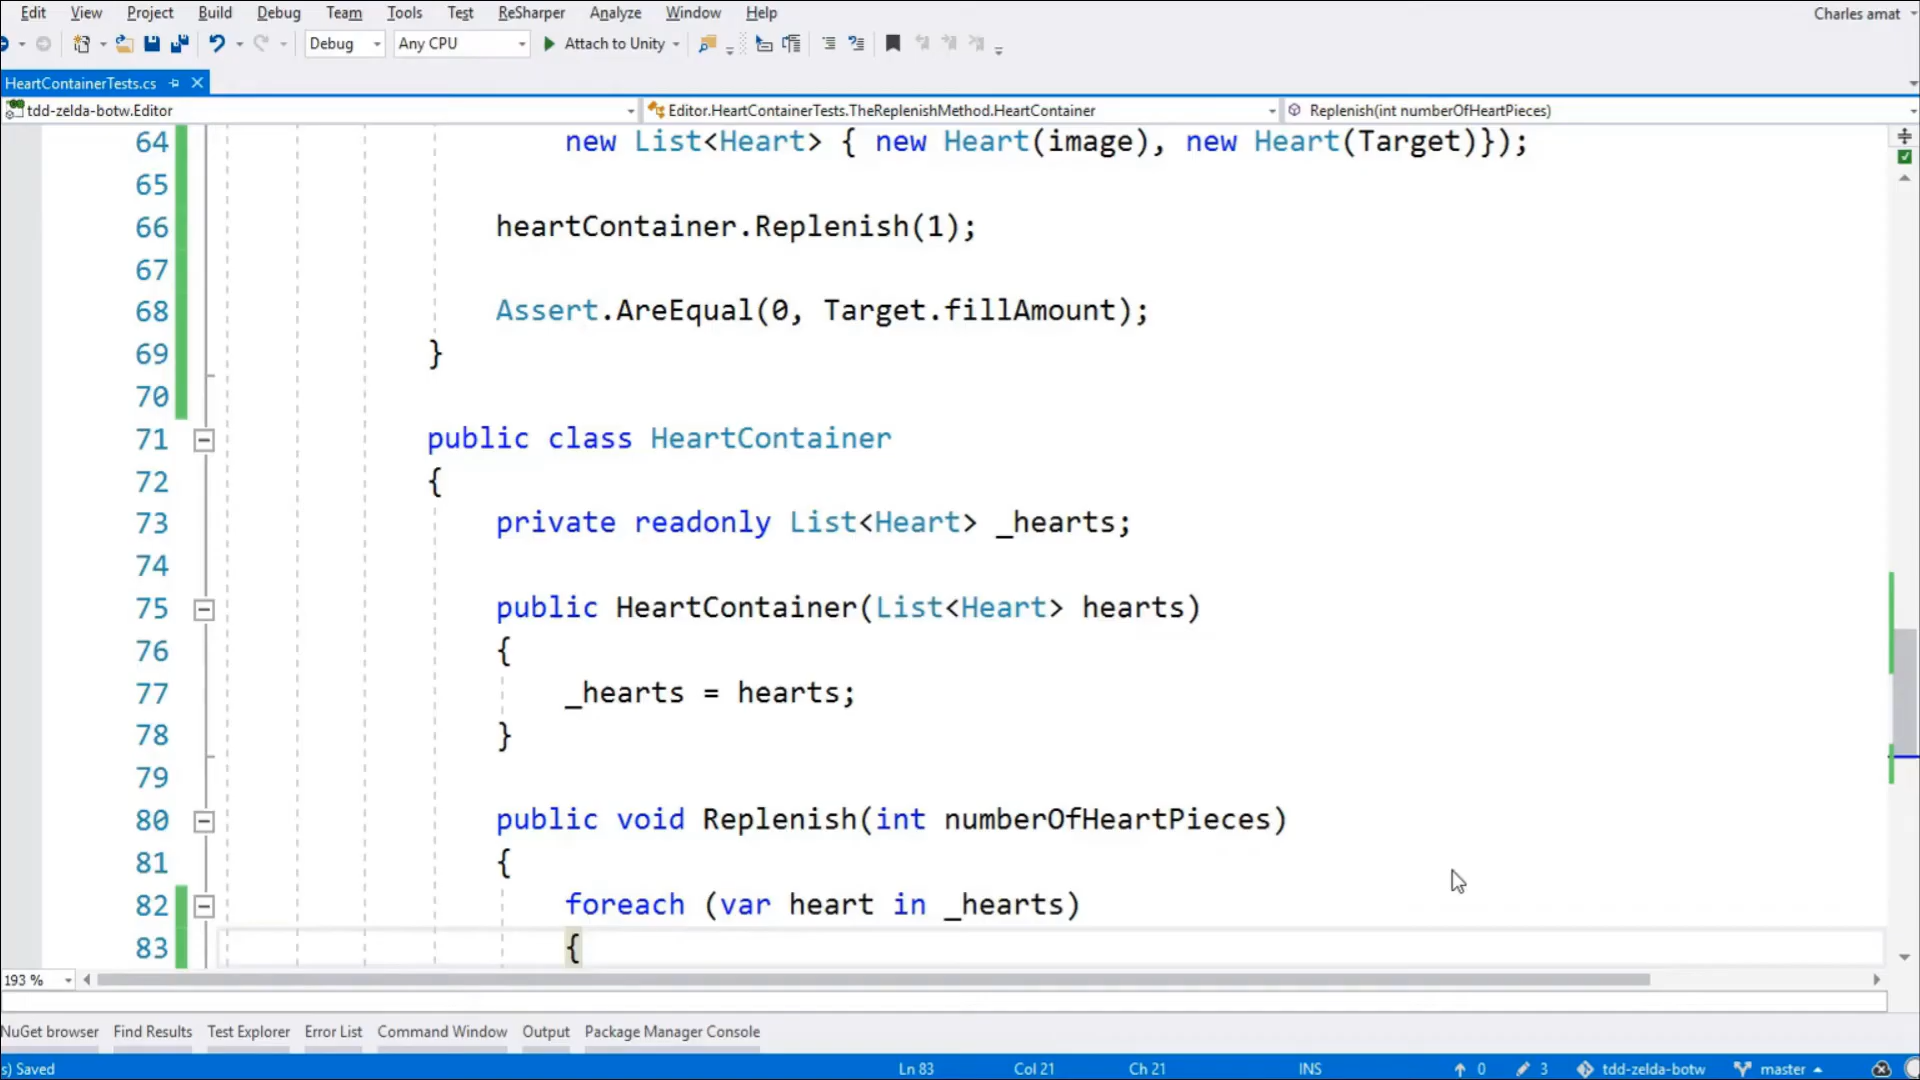 Edit View Project Build Debug Team Tools Test ReSharper Analyze Window Help Charles amat
Debug Any CPU Attach to Unity
HeartContainerTests.cs
tdd-zelda-botw.Editor Editor.HeartContainerTests.TheReplenishMethod.HeartContainer Replenish(int numberOfHeartPieces)
64 new List<Heart> { new Heart(image), new Heart(Target)});
65
66 heartContainer.Replenish(1);
67
68 Assert.AreEqual(0, Target.fillAmount);
69 }
70
71 public class HeartContainer
72 {
73 private readonly List<Heart> _hearts;
74
75 public HeartContainer(List<Heart> hearts)
76 {
77 _hearts = hearts;
78 }
79
80 public void Replenish(int numberOfHeartPieces)
81 {
82 foreach (var heart in _hearts)
83 {
193 %
NuGet browser Find Results Test Explorer Error List Command Window Output Package Manager Console
s) Saved Ln 83 Col 21 Ch 21 INS 0 3 tdd-zelda-botw master